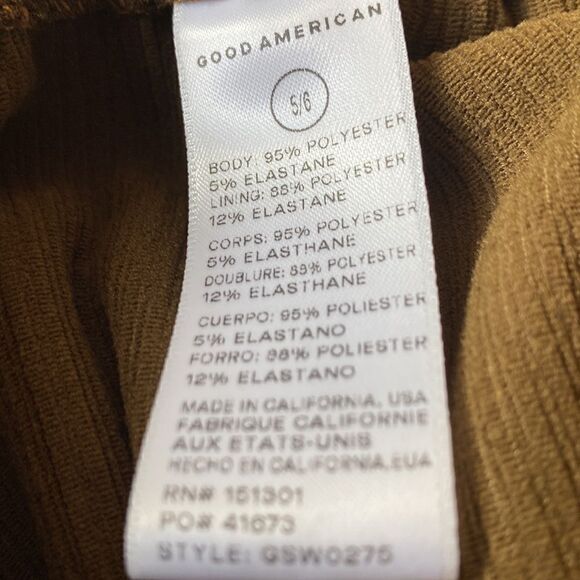 GOOD AMERICAN
5/6
BODY: 95% POLYESTER
5% ELASTANE
LINING: 88% POLYESTER
12% ELASTANE
CORPS: 95% POLYESTER
5% ELASTHANE
DOUBLURE: 88% POLYESTER
12% ELASTHANE
CUERPO: 95% POLIESTER
5% ELASTANO
FORRO: 88% POLIESTER
12% ELASTANO
MADE IN CALIFORNIA, USA
FABRIQUE CALIFORNIE
AUX ETATS-UNIS
HECHO EN CALIFORNIA.EUA
RN# 151301
PO# 41673
STYLE: GSW0275